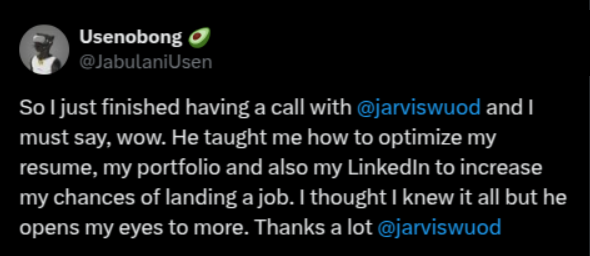 Usenobong 🥑
@JabulaniUsen
So I just finished having a call with @jarviswuod and I
must say, wow. He taught me how to optimize my
resume, my portfolio and also my LinkedIn to increase
my chances of landing a job. I thought I knew it all but he
opens my eyes to more. Thanks a lot @jarviswuod